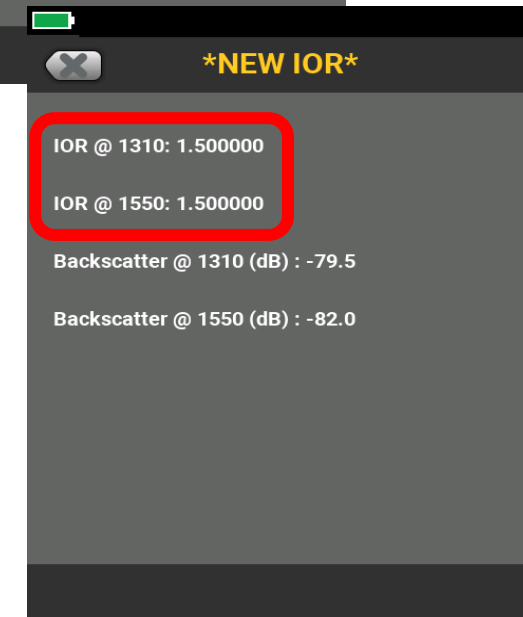 *NEW IOR*
IOR @ 1310: 1.500000
IOR @ 1550: 1.500000
Backscatter @ 1310 (dB) : -79.5
Backscatter @ 1550 (dB) : -82.0